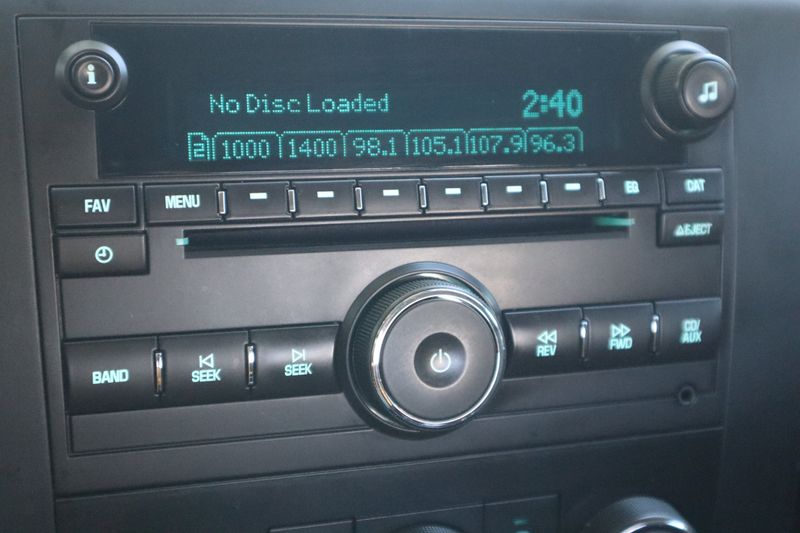 No Disc Loaded 2:40
2 1000 1400 98.1 105.1 107.9 96.3
FAV MENU EQ CAT
EJECT
BAND SEEK SEEK REV FWD CD/
AUX